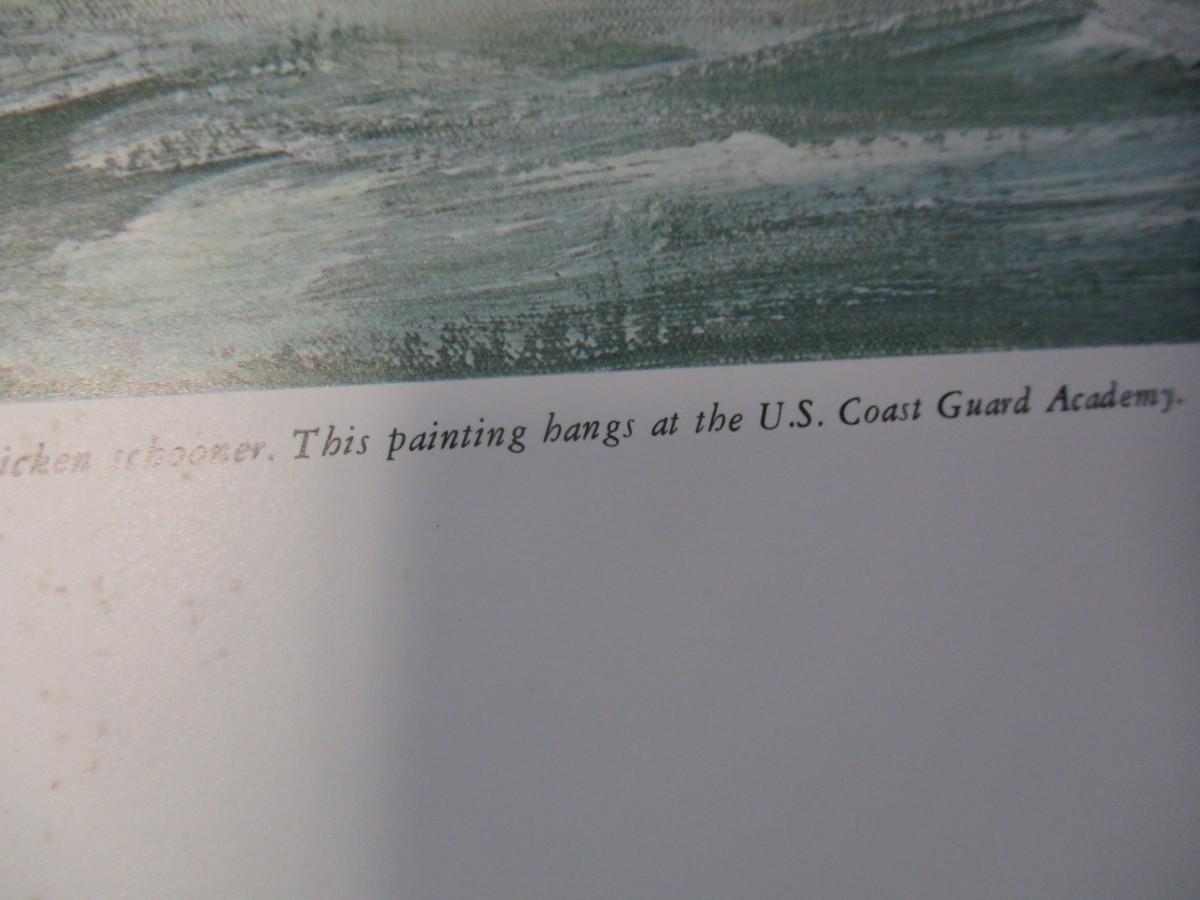 icken schooner. This painting hangs at the U.S. Coast Guard Academy.